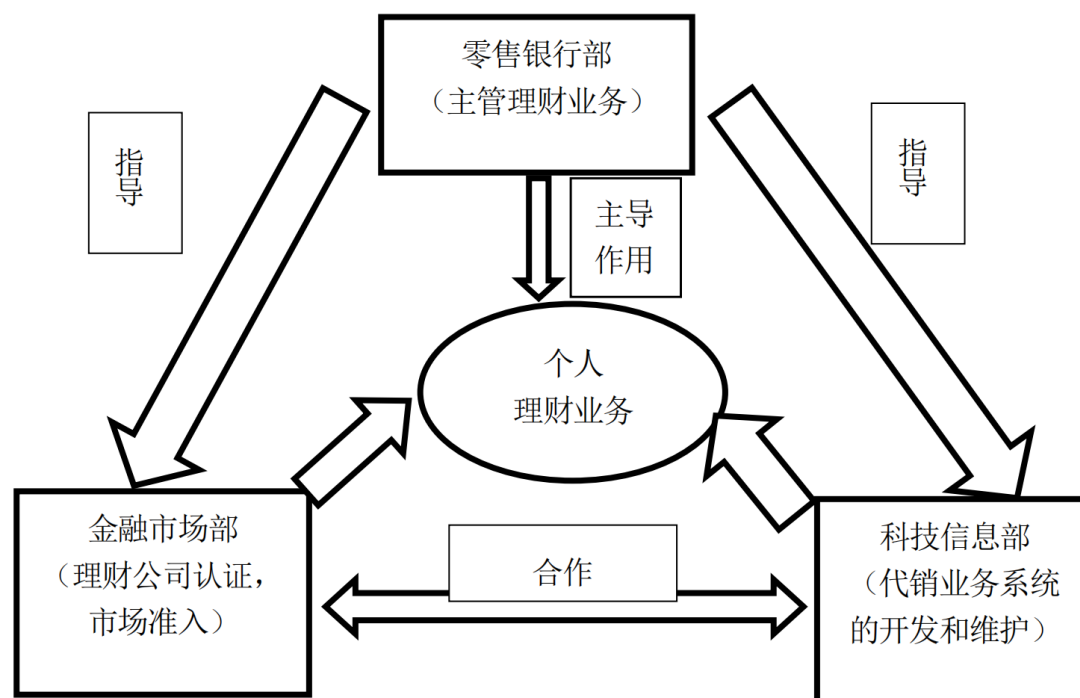 零售银行部
（主管理财业务）
指
导
指
导
主导
作用
个人
理财业务
金融市场部
（理财公司认证，
市场准入）
合作
科技信息部
（代销业务系统
的开发和维护）